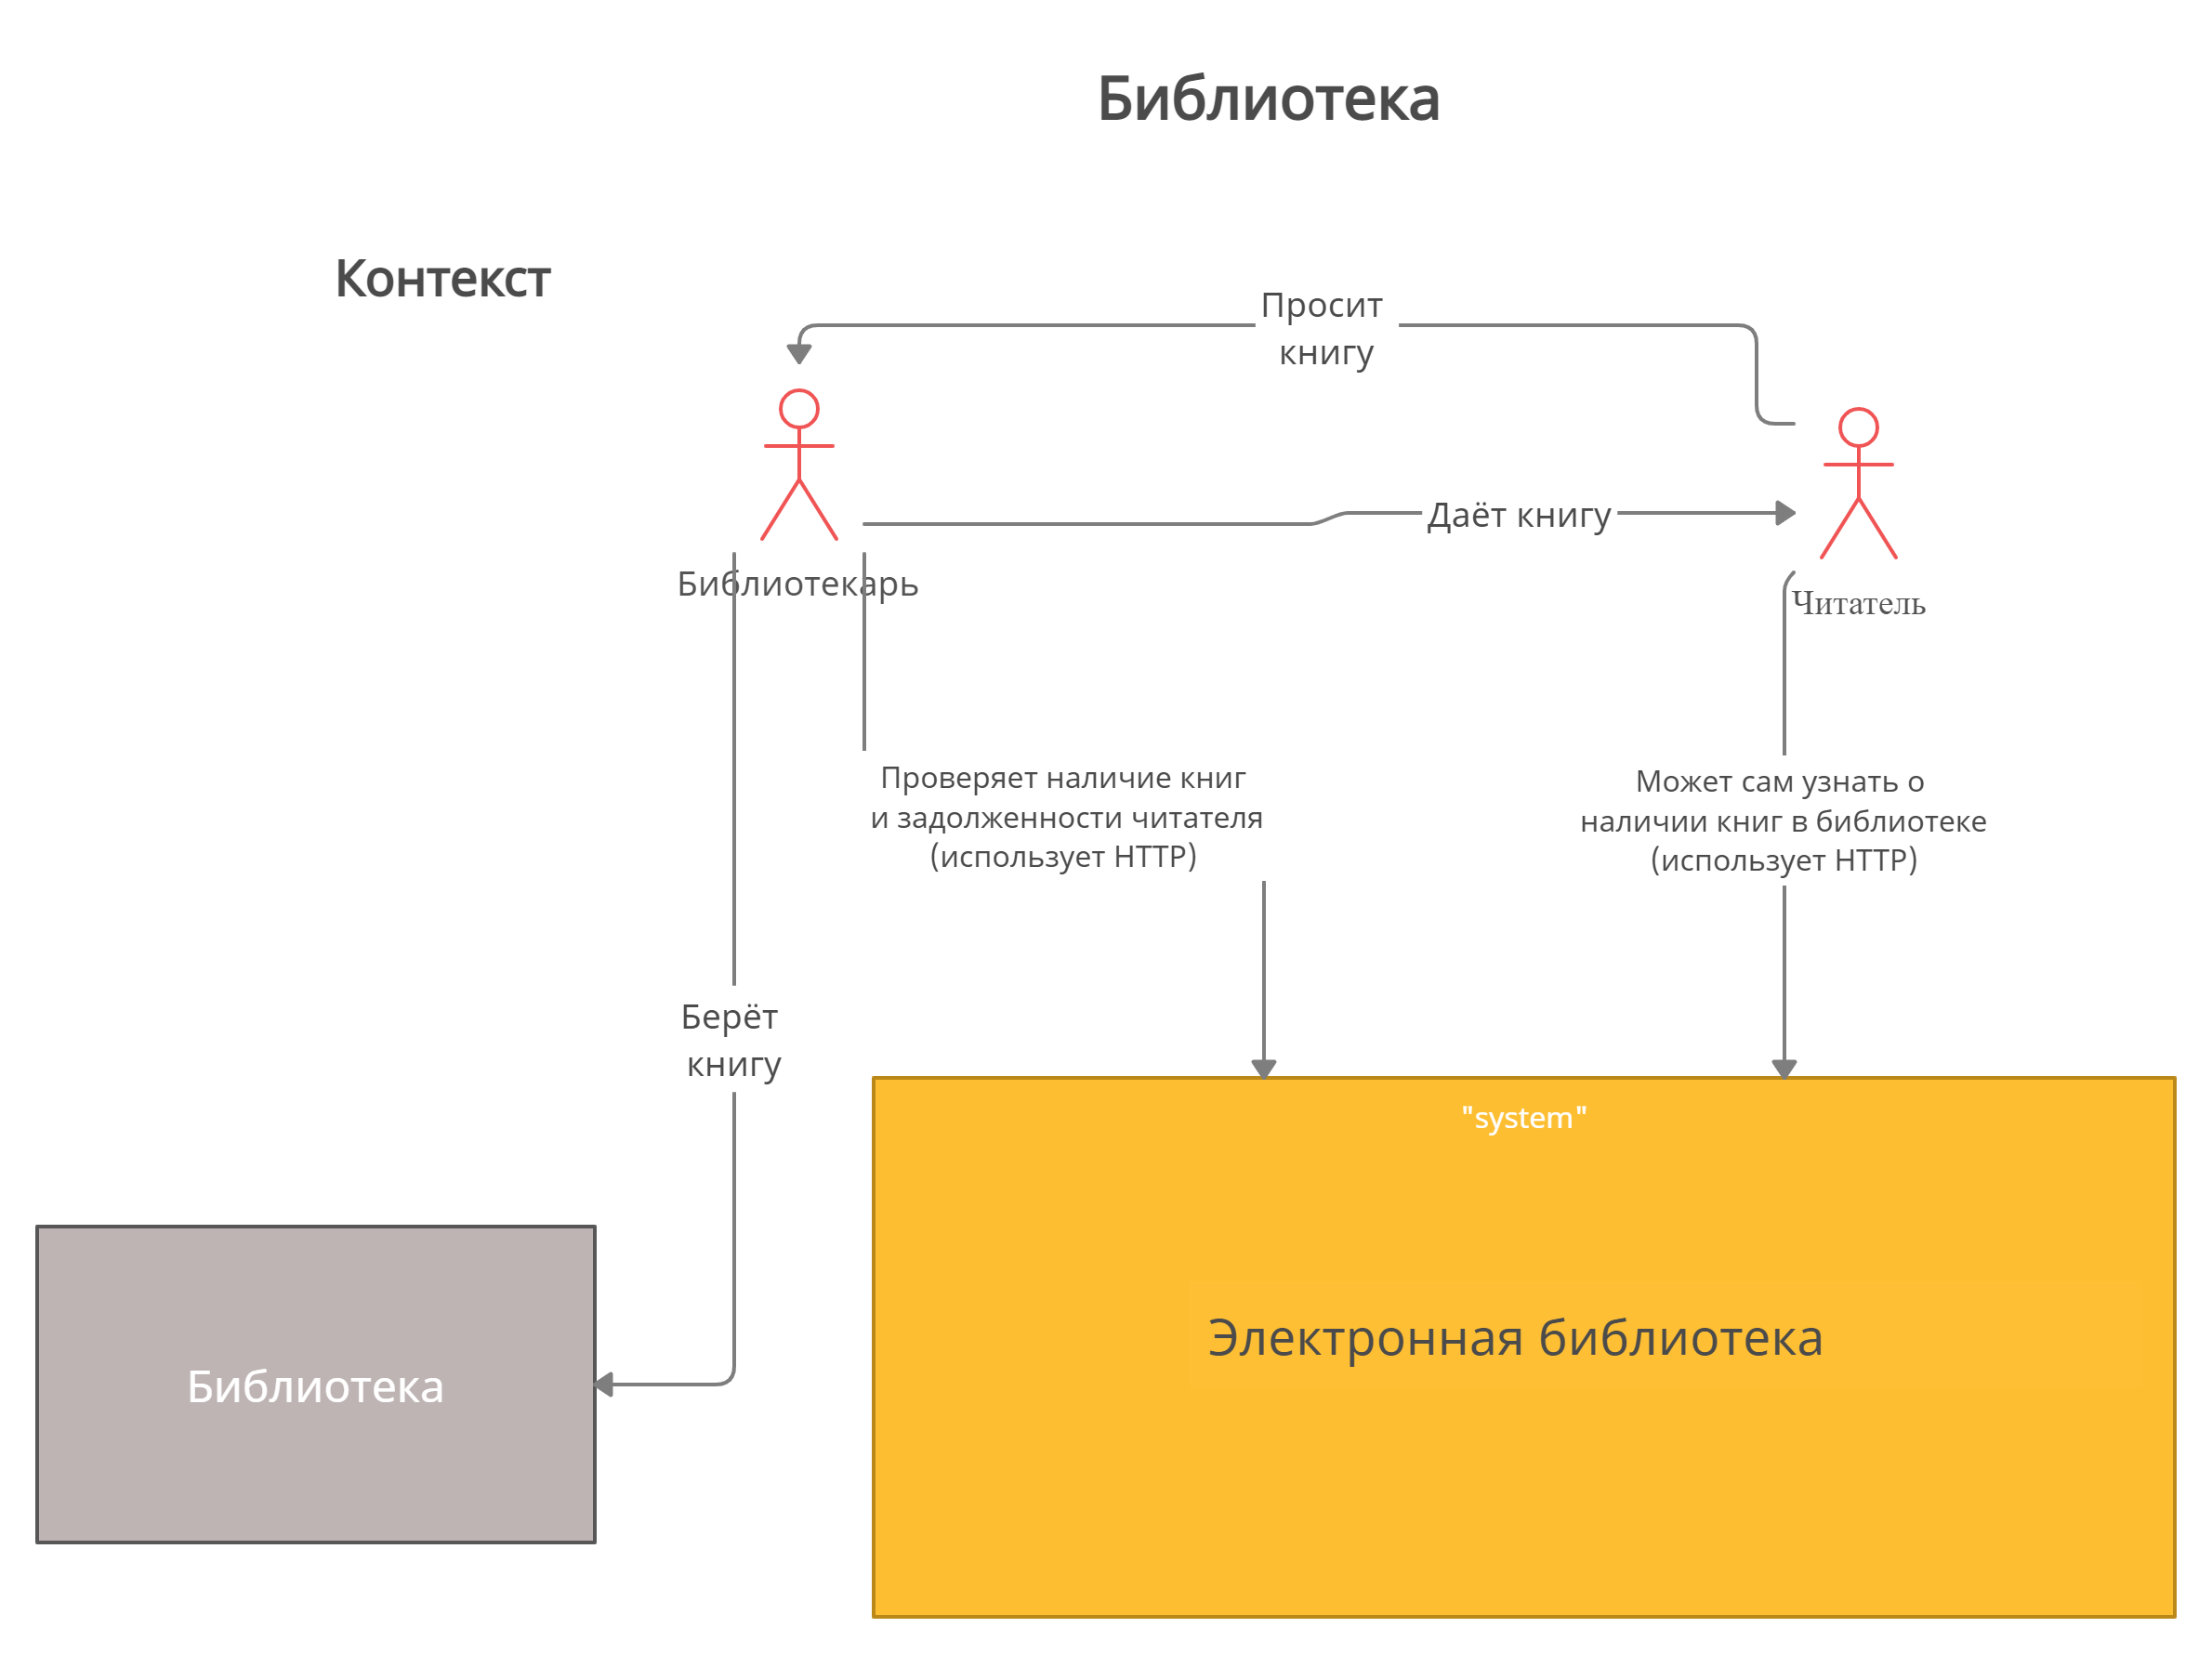 Библиотека
Контекст
Просит
книгу
Даёт книгу
Библиотекарь
Читатель
Проверяет наличие книг
и задолженности читателя
(использует HTTP)
Может сам узнать о
наличии книг в библиотеке
(использует HTTP)
Берёт
книгу
"system"
Электронная библиотека
Библиотека